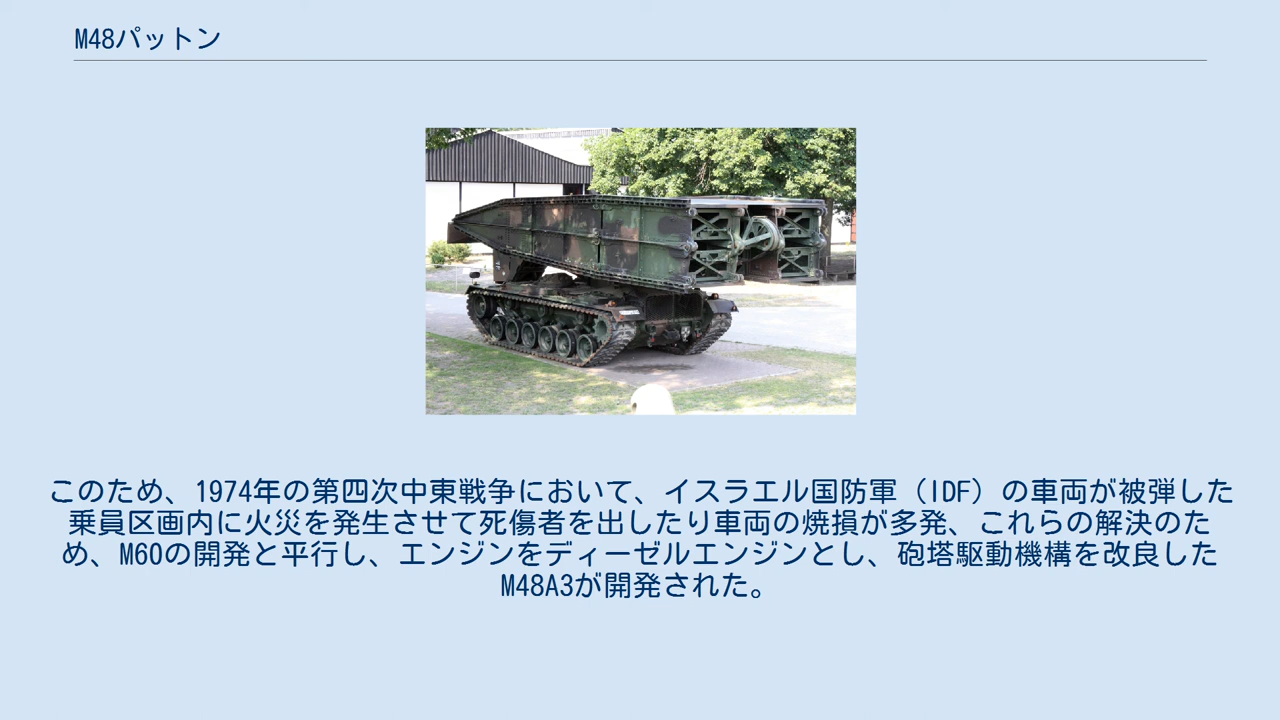 M48パットン
このため、1974年の第四次中東戦争において、イスラエル国防軍（IDF）の車両が被弾した
乗員区画内に火災を発生させて死傷者を出したり車両の焼損が多発、これらの解決のた
め、M60の開発と平行し、エンジンをディーゼルエンジンとし、砲塔駆動機構を改良した
M48A3が開発された。